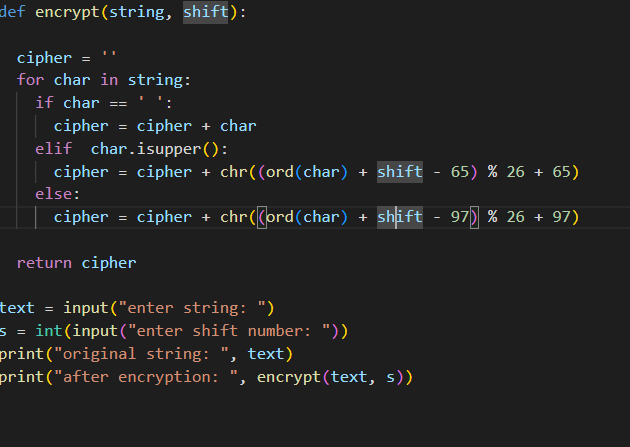 def encrypt(string, shift):
cipher = ''
for char in string:
if char == ' ':
cipher = cipher + char
elif  char.isupper():
cipher = cipher + chr((ord(char) + shift - 65) % 26 + 65)
else:
cipher = cipher + chr((ord(char) + shift - 97) % 26 + 97)
return cipher
text = input("enter string: ")
s = int(input("enter shift number: "))
print("original string: ", text)
print("after encryption: ", encrypt(text, s))